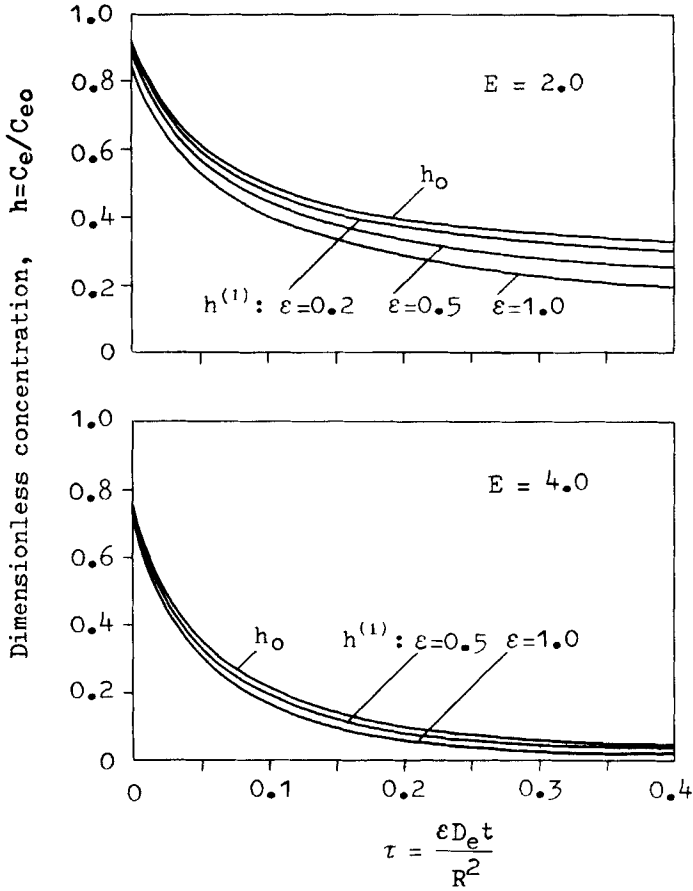 Dimensionless concentration, h=Cₑ/Cₑₒ
1.0
0.8
0.6
0.4
0.2
0
E = 2.0
hₒ
h⁽¹⁾: ε=0.2 ε=0.5 ε=1.0
1.0
0.8
0.6
0.4
0.2
0
E = 4.0
hₒ h⁽¹⁾: ε=0.5 ε=1.0
0 0.1 0.2 0.3 0.4
τ = εDₑt / R²